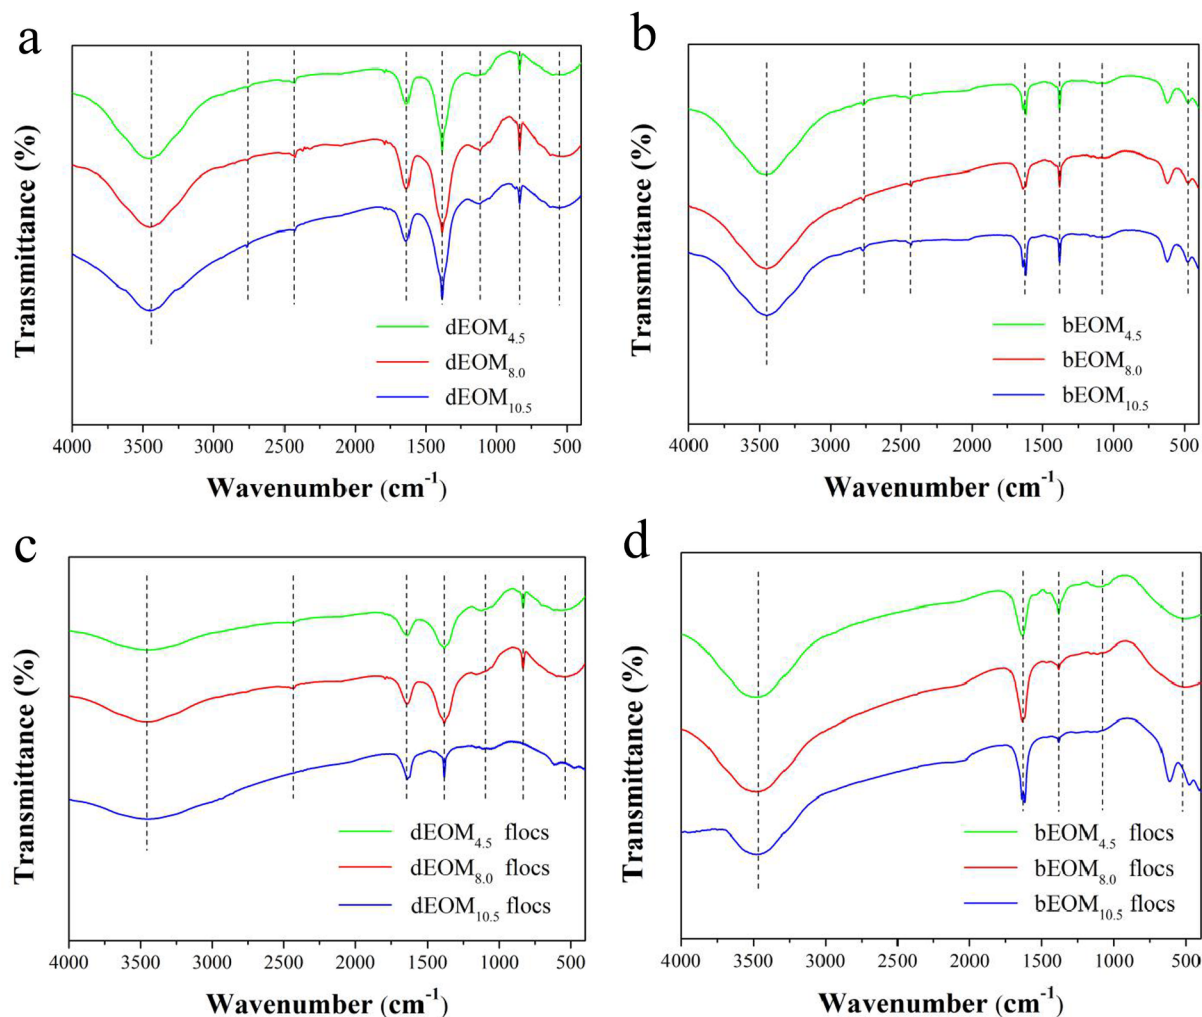 a
Transmittance (%)
dEOM4.5
dEOM8.0
dEOM10.5
4000 3500 3000 2500 2000 1500 1000 500
Wavenumber (cm-1)
b
Transmittance (%)
bEOM4.5
bEOM8.0
bEOM10.5
4000 3500 3000 2500 2000 1500 1000 500
Wavenumber (cm-1)
c
Transmittance (%)
dEOM4.5 flocs
dEOM8.0 flocs
dEOM10.5 flocs
4000 3500 3000 2500 2000 1500 1000 500
Wavenumber (cm-1)
d
Transmittance (%)
bEOM4.5 flocs
bEOM8.0 flocs
bEOM10.5 flocs
4000 3500 3000 2500 2000 1500 1000 500
Wavenumber (cm-1)